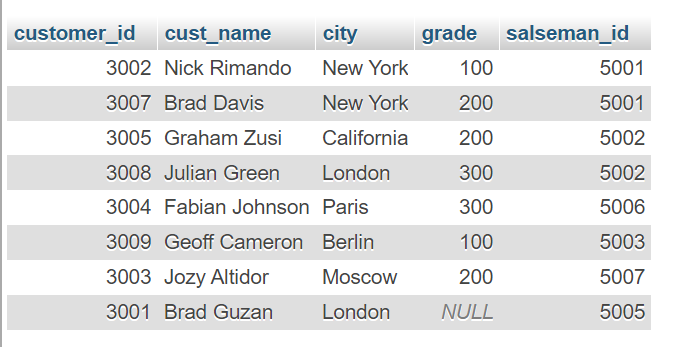 customer_id cust_name city grade salseman_id
3002 Nick Rimando New York 100 5001
3007 Brad Davis New York 200 5001
3005 Graham Zusi California 200 5002
3008 Julian Green London 300 5002
3004 Fabian Johnson Paris 300 5006
3009 Geoff Cameron Berlin 100 5003
3003 Jozy Altidor Moscow 200 5007
3001 Brad Guzan London NULL 5005